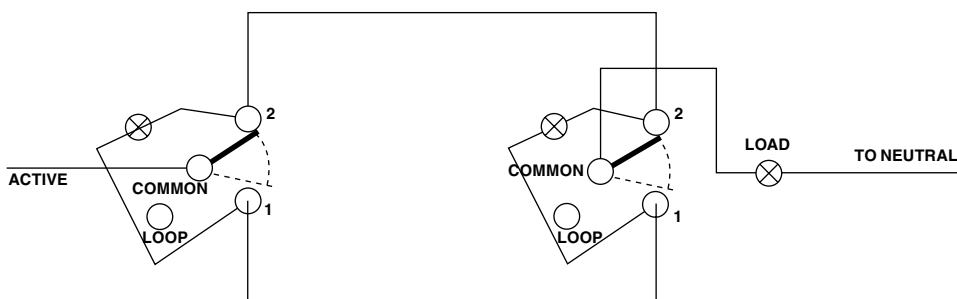 2
2
LOAD
TO NEUTRAL
ACTIVE
COMMON
COMMON
1
1
LOOP
LOOP